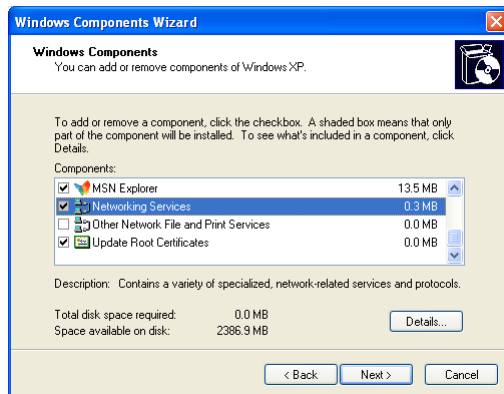 Windows Components Wizard
Windows Components
You can add or remove components of Windows XP.
To add or remove a component, click the checkbox. A shaded box means that only
part of the component will be installed. To see what's included in a component, click
Details.
Components:
MSN Explorer 13.5 MB
Networking Services 0.3 MB
Other Network File and Print Services 0.0 MB
Update Root Certificates 0.0 MB
Description: Contains a variety of specialized, network-related services and protocols.
Total disk space required: 0.0 MB
Space available on disk: 2386.9 MB
Details...
< Back Next > Cancel